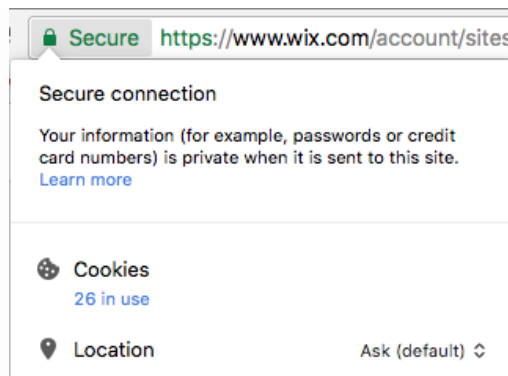 Secure https://www.wix.com/account/sites
Secure connection
Your information (for example, passwords or credit
card numbers) is private when it is sent to this site.
Learn more
Cookies
26 in use
Location Ask (default)